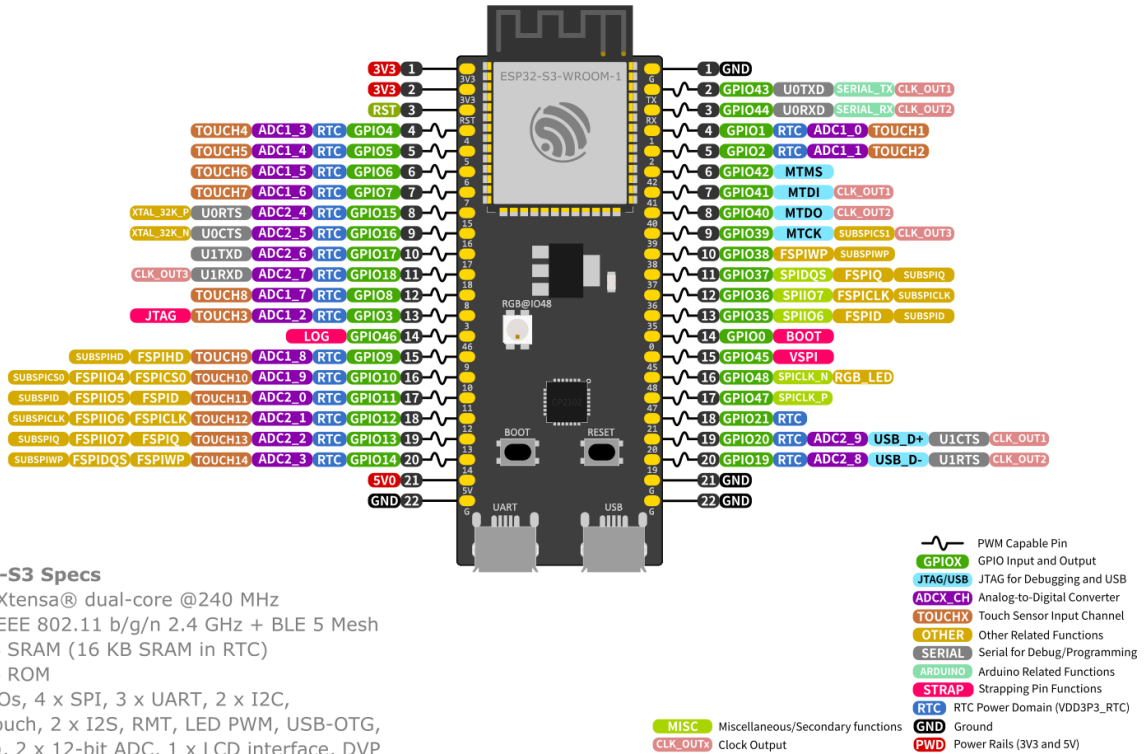 ESP32-S3-WROOM-1
3V3 1 3V3 G 1 GND
3V3 2 3V3 TX 2 GPIO43 U0TXD SERIAL_TX CLK_OUT1
RST 3 RST RX 3 GPIO44 U0RXD SERIAL_RX CLK_OUT2
TOUCH4 ADC1_3 RTC GPIO4 4 4 1 4 GPIO1 RTC ADC1_0 TOUCH1
TOUCH5 ADC1_4 RTC GPIO5 5 5 2 5 GPIO2 RTC ADC1_1 TOUCH2
TOUCH6 ADC1_5 RTC GPIO6 6 6 42 6 GPIO42 MTMS
TOUCH7 ADC1_6 RTC GPIO7 7 7 41 7 GPIO41 MTDI CLK_OUT1
XTAL_32K_P U0RTS ADC2_4 RTC GPIO15 8 15 40 8 GPIO40 MTDO CLK_OUT2
XTAL_32K_N U0CTS ADC2_5 RTC GPIO16 9 16 39 9 GPIO39 MTCK SUBSPICS1 CLK_OUT3
U1TXD ADC2_6 RTC GPIO17 10 17 38 10 GPIO38 FSPIWP SUBSPIWP
CLK_OUT3 U1RXD ADC2_7 RTC GPIO18 11 18 37 11 GPIO37 SPIDQS FSPIQ SUBSPIQ
TOUCH8 ADC1_7 RTC GPIO8 12 8 36 12 GPIO36 SPIIO7 FSPICLK SUBSPICLK
RGB@IO48
JTAG TOUCH3 ADC1_2 RTC GPIO3 13 3 35 13 GPIO35 SPIIO6 FSPID SUBSPID
LOG GPIO46 14 46 0 14 GPIO0 BOOT
SUBSPIHD FSPIHD TOUCH9 ADC1_8 RTC GPIO9 15 9 45 15 GPIO45 VSPI
SUBSPICS0 FSPIIO4 FSPICS0 TOUCH10 ADC1_9 RTC GPIO10 16 10 48 16 GPIO48 SPICLK_N RGB_LED
SUBSPID FSPIIO5 FSPID TOUCH11 ADC2_0 RTC GPIO11 17 11 CP2102 47 17 GPIO47 SPICLK_P
SUBSPICLK FSPIIO6 FSPICLK TOUCH12 ADC2_1 RTC GPIO12 18 12 21 18 GPIO21 RTC
BOOT RESET
SUBSPIQ FSPIIO7 FSPIQ TOUCH13 ADC2_2 RTC GPIO13 19 13 20 19 GPIO20 RTC ADC2_9 USB_D+ U1CTS CLK_OUT1
SUBSPIWP FSPIDQS FSPIWP TOUCH14 ADC2_3 RTC GPIO14 20 14 19 20 GPIO19 RTC ADC2_8 USB_D- U1RTS CLK_OUT2
5V0 21 5V G 21 GND
GND 22 G G 22 GND
UART USB
PWM Capable Pin
GPIOX GPIO Input and Output
JTAG/USB JTAG for Debugging and USB
ADCX_CH Analog-to-Digital Converter
TOUCHX Touch Sensor Input Channel
OTHER Other Related Functions
SERIAL Serial for Debug/Programming
ARDUINO Arduino Related Functions
STRAP Strapping Pin Functions
RTC RTC Power Domain (VDD3P3_RTC)
GND Ground
PWD Power Rails (3V3 and 5V)
MISC Miscellaneous/Secondary functions
CLK_OUTx Clock Output
-S3 Specs
Xtensa® dual-core @240 MHz
EEE 802.11 b/g/n 2.4 GHz + BLE 5 Mesh
SRAM (16 KB SRAM in RTC)
ROM
Os, 4 x SPI, 3 x UART, 2 x I2C,
ouch, 2 x I2S, RMT, LED PWM, USB-OTG,
2 x 12-bit ADC, 1 x LCD interface, DVP